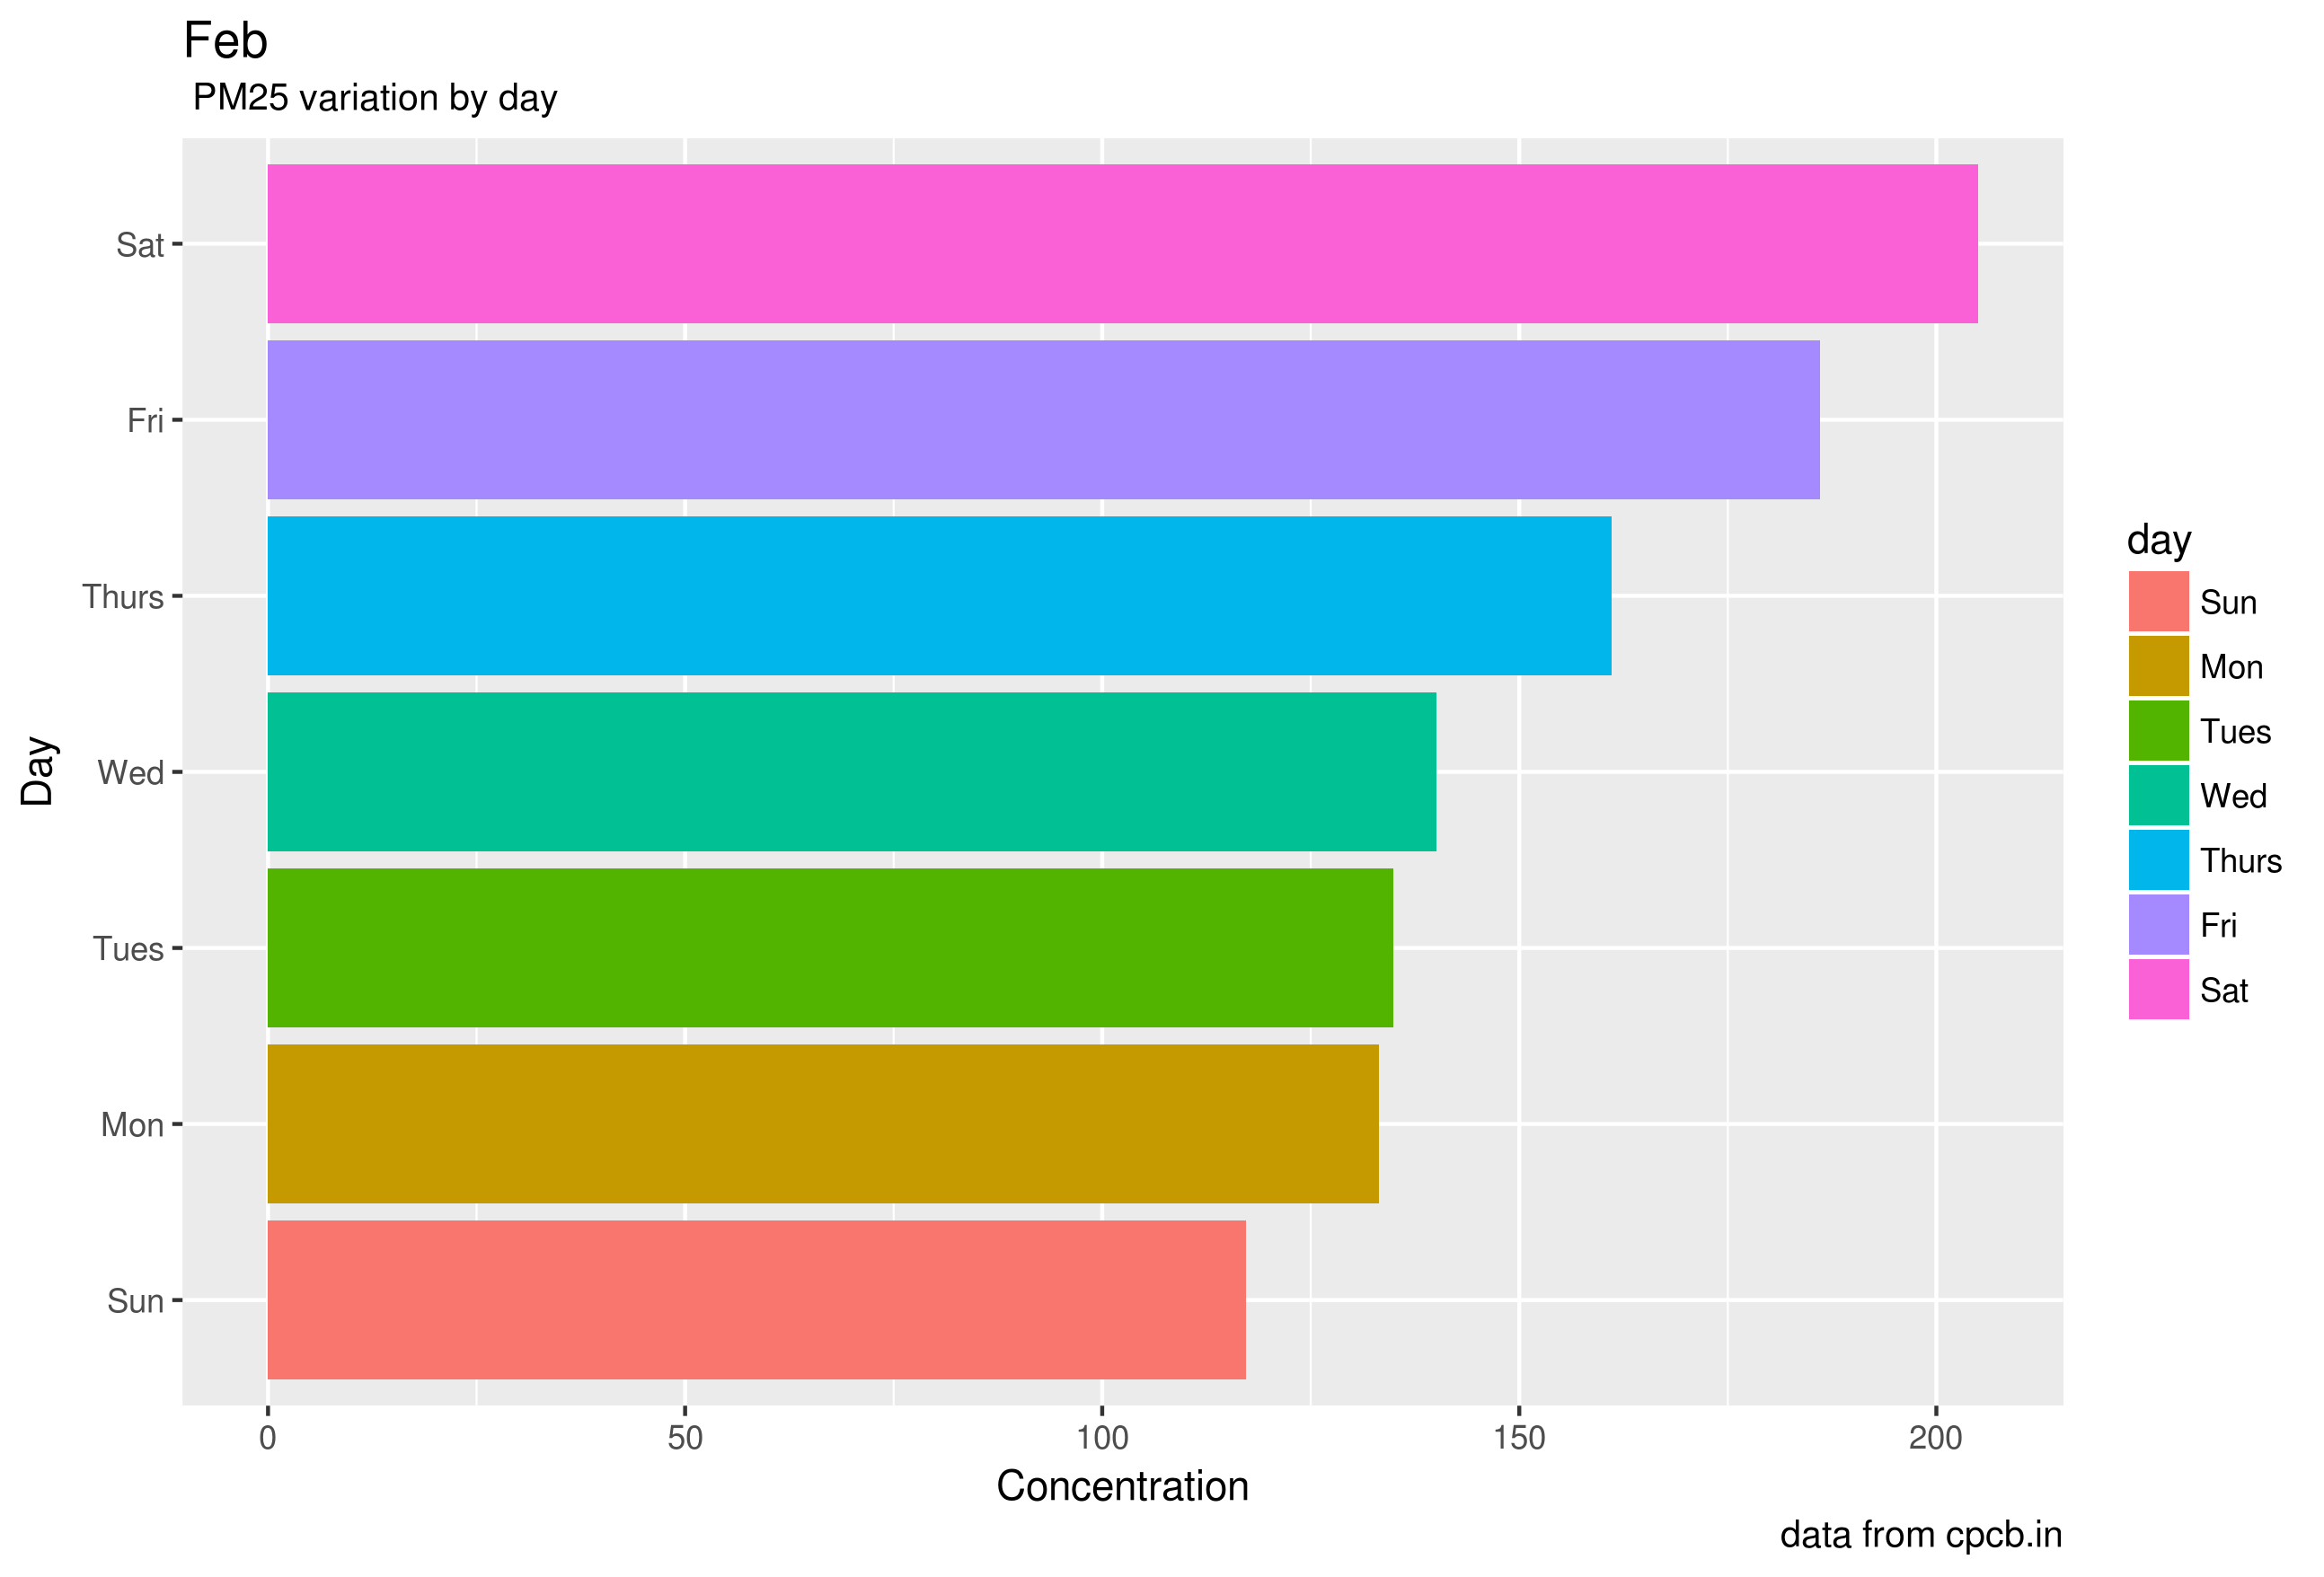 Feb
PM25 variation by day
Sat
Fri
Thurs
Wed
Tues
Mon
Sun
Day
0 50 100 150 200
Concentration
data from cpcb.in
day
Sun
Mon
Tues
Wed
Thurs
Fri
Sat